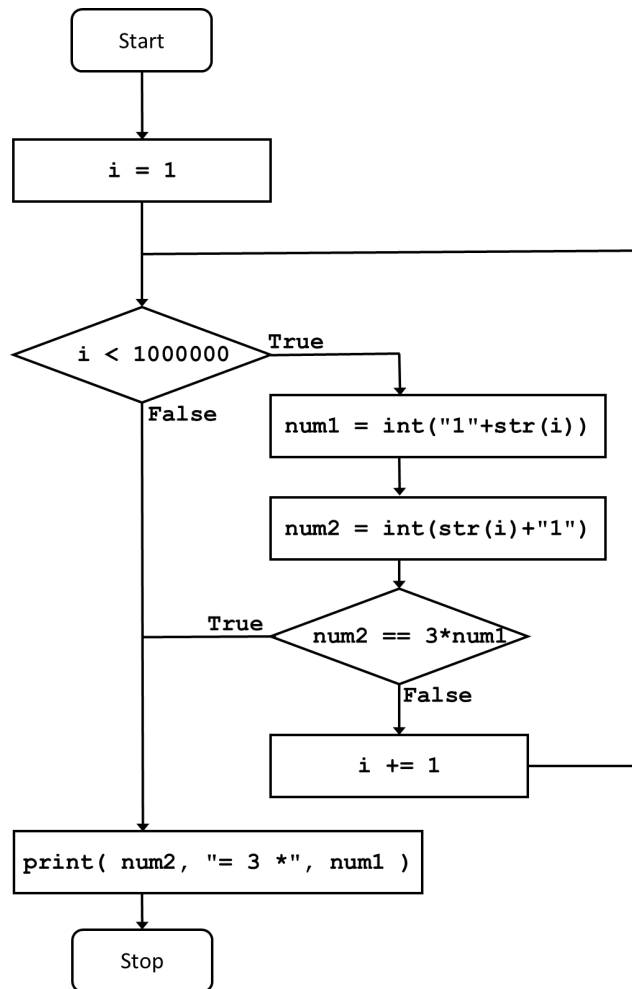 Start
i = 1
i < 1000000
True
False
num1 = int("1"+str(i))
num2 = int(str(i)+"1")
num2 == 3*num1
True
False
i += 1
print( num2, "= 3 *", num1 )
Stop